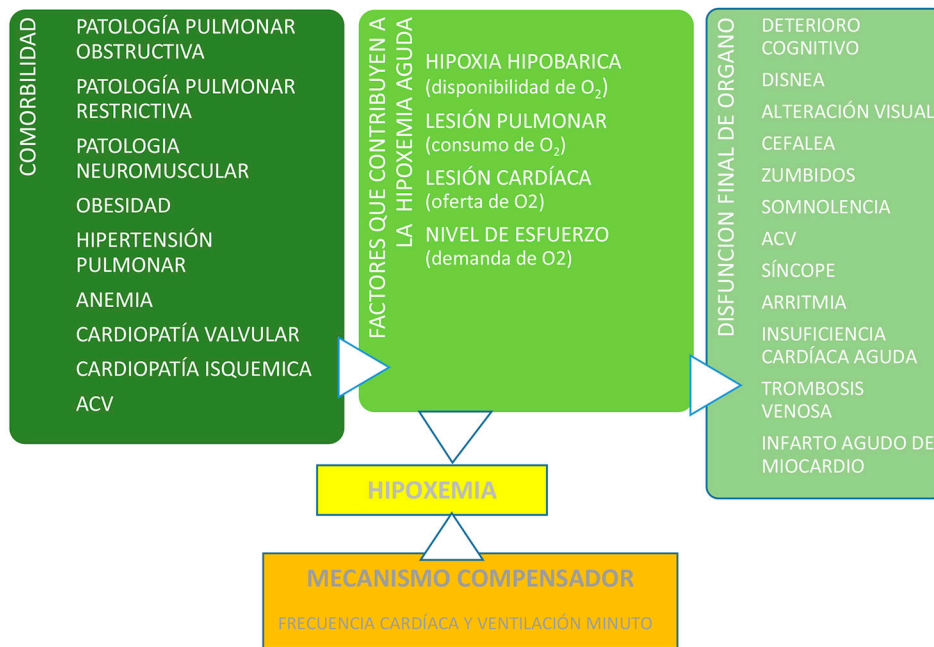 COMORBILIDAD
PATOLOGÍA PULMONAR
OBSTRUCTIVA
PATOLOGÍA PULMONAR
RESTRICTIVA
PATOLOGIA
NEUROMUSCULAR
OBESIDAD
HIPERTENSIÓN
PULMONAR
ANEMIA
CARDIOPATÍA VALVULAR
CARDIOPATÍA ISQUEMICA
ACV
FACTORES QUE CONTRIBUYEN A
LA HIPOXEMIA AGUDA
HIPOXIA HIPOBARICA
(disponibilidad de O₂)
LESIÓN PULMONAR
(consumo de O₂)
LESIÓN CARDÍACA
(oferta de O2)
NIVEL DE ESFUERZO
(demanda de O2)
DISFUNCION FINAL DE ORGANO
DETERIORO
COGNITIVO
DISNEA
ALTERACIÓN VISUAL
CEFALEA
ZUMBIDOS
SOMNOLENCIA
ACV
SÍNCOPE
ARRITMIA
INSUFICIENCIA
CARDÍACA AGUDA
TROMBOSIS
VENOSA
INFARTO AGUDO DE
MIOCARDIO
HIPOXEMIA
MECANISMO COMPENSADOR
FRECUENCIA CARDÍACA Y VENTILACIÓN MINUTO